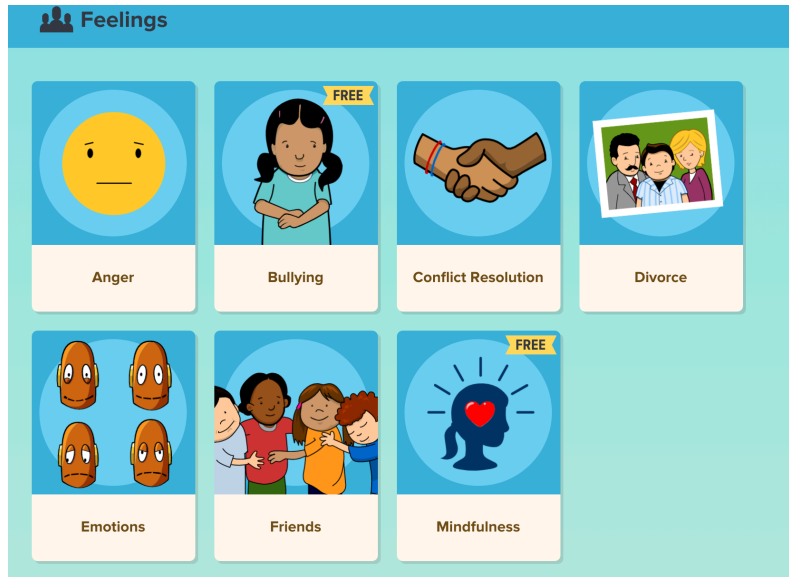 Feelings
Anger
FREE
Bullying
Conflict Resolution
Divorce
Emotions
Friends
FREE
Mindfulness